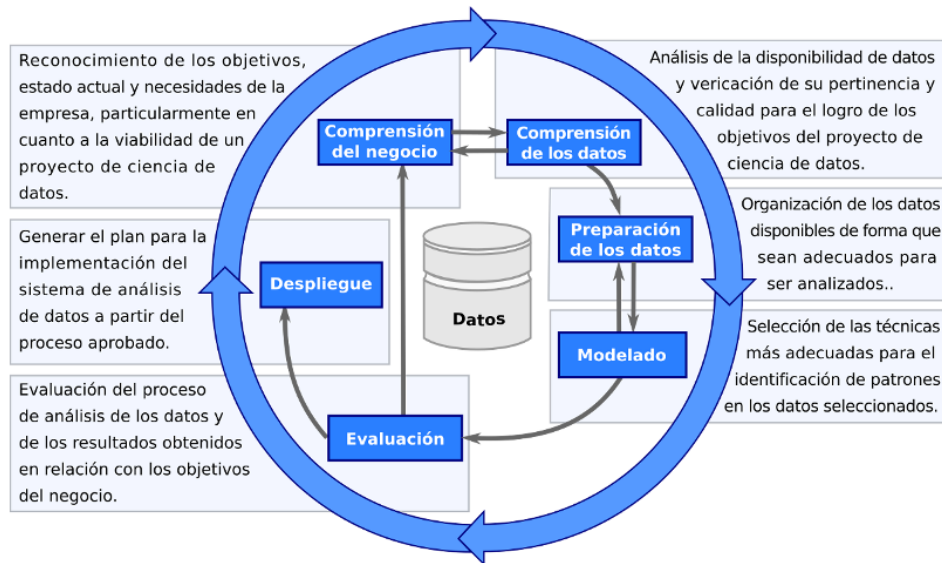 Reconocimiento de los objetivos,
estado actual y necesidades de la
empresa, particularmente en
cuanto a la viabilidad de un
proyecto de ciencia de
datos.
Comprensión
del negocio
Comprensión
de los datos
Análisis de la disponibilidad de datos
y vericación de su pertinencia y
calidad para el logro de los
objetivos del proyecto de
ciencia de datos.
Preparación
de los datos
Organización de los datos
disponibles de forma que
sean adecuados para
ser analizados..
Generar el plan para la
implementación del
sistema de análisis
de datos a partir del
proceso aprobado.
Despliegue
Datos
Modelado
Selección de las técnicas
más adecuadas para el
identificación de patrones
en los datos seleccionados.
Evaluación del proceso
de análisis de los datos y
de los resultados obtenidos
en relación con los objetivos
del negocio.
Evaluación